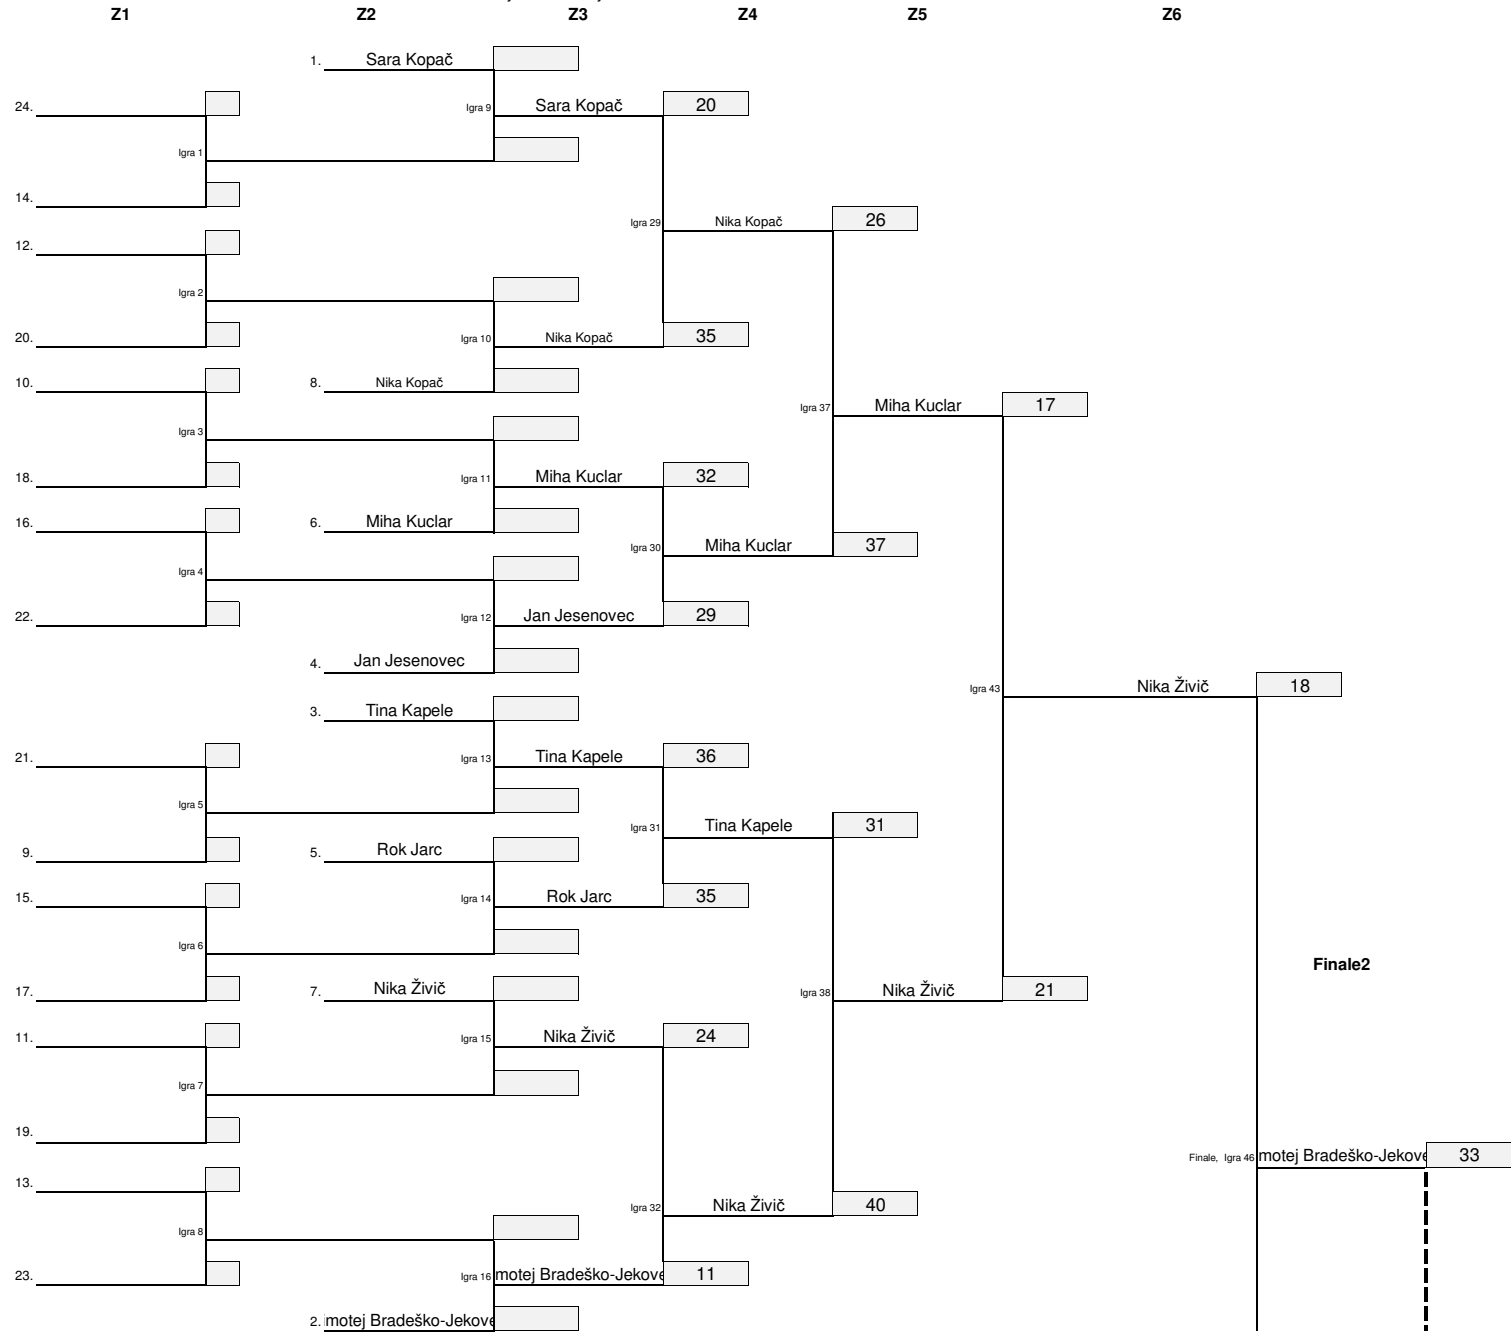 Z1 Z2 Z3 Z4 Z5 Z6
1. Sara Kopač
24. Igra 9 Sara Kopač 20
Igra 1
14.
Igra 29 Nika Kopač 26
12.
Igra 2
20. Igra 10 Nika Kopač 35
10. 8. Nika Kopač
Igra 37 Miha Kuclar 17
Igra 3
18. Igra 11 Miha Kuclar 32
16. 6. Miha Kuclar
Igra 30 Miha Kuclar 37
Igra 4
22. Igra 12 Jan Jesenovec 29
4. Jan Jesenovec
Igra 43 Nika Živič 18
3. Tina Kapele
21. Igra 13 Tina Kapele 36
Igra 5
Igra 31 Tina Kapele 31
9. 5. Rok Jarc
15. Igra 14 Rok Jarc 35
Igra 6
Finale2
17. 7. Nika Živič Igra 38 Nika Živič 21
11. Igra 15 Nika Živič 24
Igra 7
19.
Finale, Igra 46 motej Bradeško-Jekove 33
13.
Igra 32 Nika Živič 40
Igra 8
23. Igra 16 motej Bradeško-Jekove 11
2. imotej Bradeško-Jekove